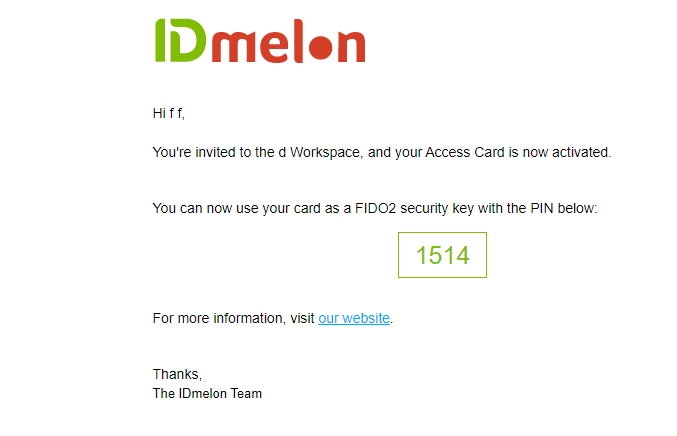 IDmelon
Hi f f,
You're invited to the d Workspace, and your Access Card is now activated.
You can now use your card as a FIDO2 security key with the PIN below:
1514
For more information, visit our website.
Thanks,
The IDmelon Team